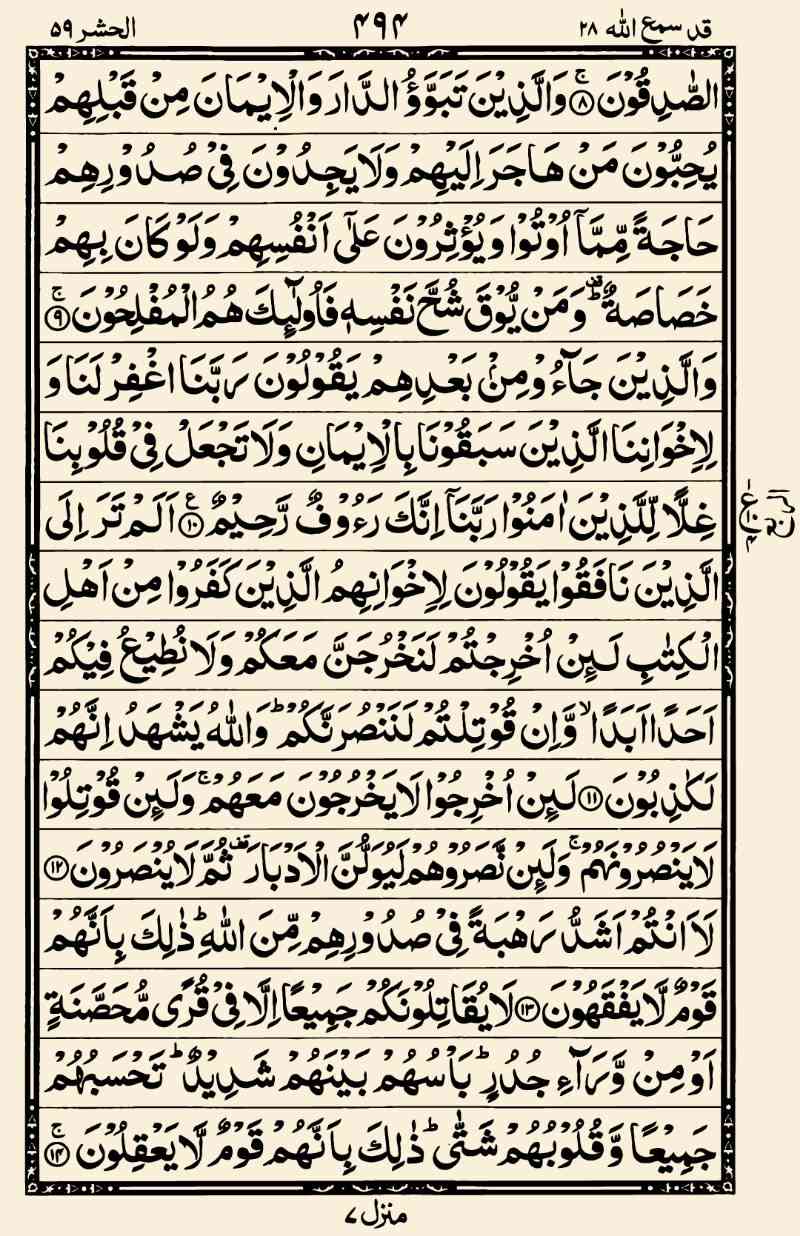 قد سمع الله ۲۸
۴۹۴
الحشر ۵۹
الصّٰدِقُوْنَ ۚ‏﴿۸﴾ وَالَّذِيْنَ تَبَوَّؤُ الدَّارَ وَالْاِيْمَانَ مِنْ قَبْلِهِمْ
يُحِبُّوْنَ مَنْ هَاجَرَ اِلَيْهِمْ وَلَا يَجِدُوْنَ فِيْ صُدُوْرِهِمْ
حَاجَةً مِّمَّآ اُوْتُوْا وَيُؤْثِرُوْنَ عَلٰٓى اَنْفُسِهِمْ وَلَوْ كَانَ بِهِمْ
خَصَاصَةٌ ؕ وَمَنْ يُّوْقَ شُحَّ نَفْسِهٖ فَاُولٰٓئِكَ هُمُ الْمُفْلِحُوْنَ ۚ‏﴿۹﴾
وَالَّذِيْنَ جَآءُوْ مِنْۢ بَعْدِهِمْ يَقُوْلُوْنَ رَبَّنَا اغْفِرْ لَنَا وَ
لِاِخْوَانِنَا الَّذِيْنَ سَبَقُوْنَا بِالْاِيْمَانِ وَلَا تَجْعَلْ فِيْ قُلُوْبِنَا
غِلًّا لِّلَّذِيْنَ اٰمَنُوْا رَبَّنَآ اِنَّكَ رَءُوْفٌ رَّحِيْمٌ ﴿۱۰﴾ ع اَلَمْ تَرَ اِلَى
الَّذِيْنَ نَافَقُوْا يَقُوْلُوْنَ لِاِخْوَانِهِمُ الَّذِيْنَ كَفَرُوْا مِنْ اَهْلِ
الْكِتٰبِ لَئِنْ اُخْرِجْتُمْ لَنَخْرُجَنَّ مَعَكُمْ وَلَا نُطِيْعُ فِيْكُمْ
اَحَدًا اَبَدًا ۙ وَّاِنْ قُوْتِلْتُمْ لَنَنْصُرَنَّكُمْ ؕ وَاللّٰهُ يَشْهَدُ اِنَّهُمْ
لَكٰذِبُوْنَ ﴿۱۱﴾ لَئِنْ اُخْرِجُوْا لَا يَخْرُجُوْنَ مَعَهُمْ ۚ وَلَئِنْ قُوْتِلُوْا
لَا يَنْصُرُوْنَهُمْ ۚ وَلَئِنْ نَّصَرُوْهُمْ لَيُوَلُّنَّ الْاَدْبَارَ قف ثُمَّ لَا يُنْصَرُوْنَ ﴿۱۲﴾
لَاَ انْتُمْ اَشَدُّ رَهْبَةً فِيْ صُدُوْرِهِمْ مِّنَ اللّٰهِ ؕ ذٰلِكَ بِاَنَّهُمْ
قَوْمٌ لَّا يَفْقَهُوْنَ ﴿۱۳﴾ لَا يُقَاتِلُوْنَكُمْ جَمِيْعًا اِلَّا فِيْ قُرًى مُّحَصَّنَةٍ
اَوْ مِنْ وَّرَآءِ جُدُرٍ ؕ بَاْسُهُمْ بَيْنَهُمْ شَدِيْدٌ ؕ تَحْسَبُهُمْ
جَمِيْعًا وَّقُلُوْبُهُمْ شَتّٰى ؕ ذٰلِكَ بِاَنَّهُمْ قَوْمٌ لَّا يَعْقِلُوْنَ ۚ‏﴿۱۴﴾
منزل ۷